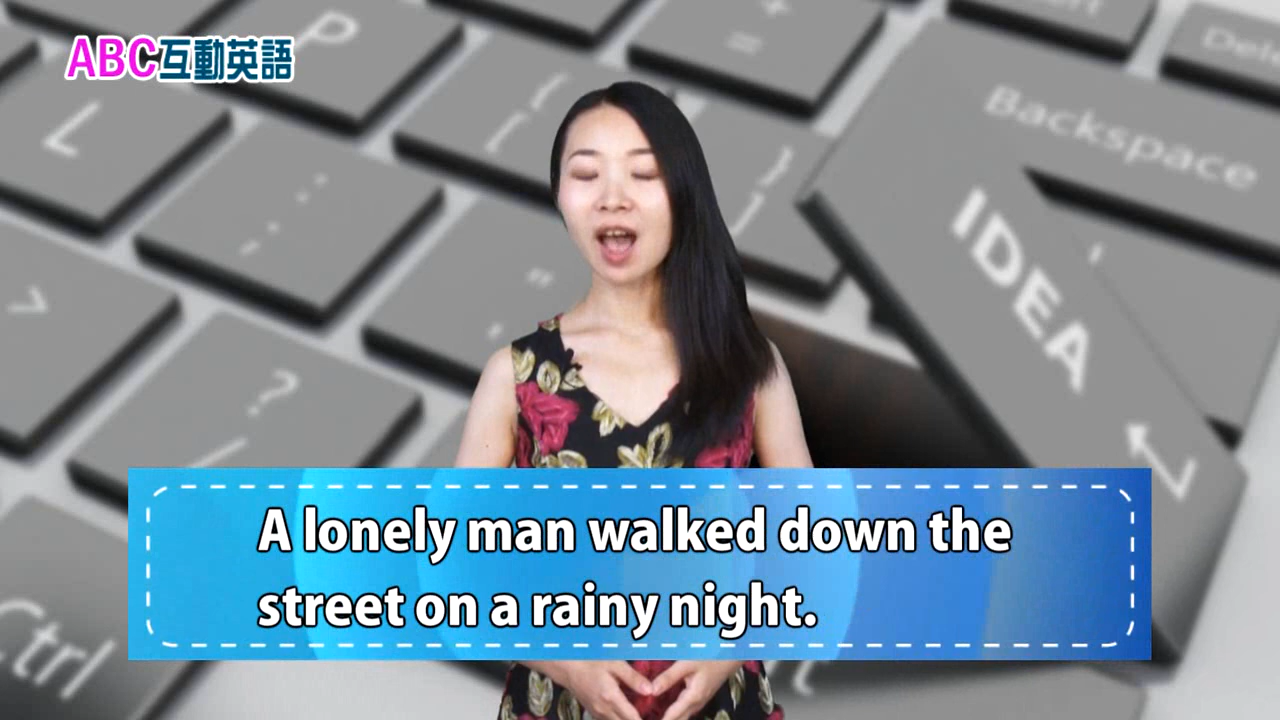 ABC互動英語
P
+
=
Delete
L
{
[
}
]
Backspace
:
;
"
'
IDEA
>
?
/
Ctrl
A lonely man walked down the
street on a rainy night.